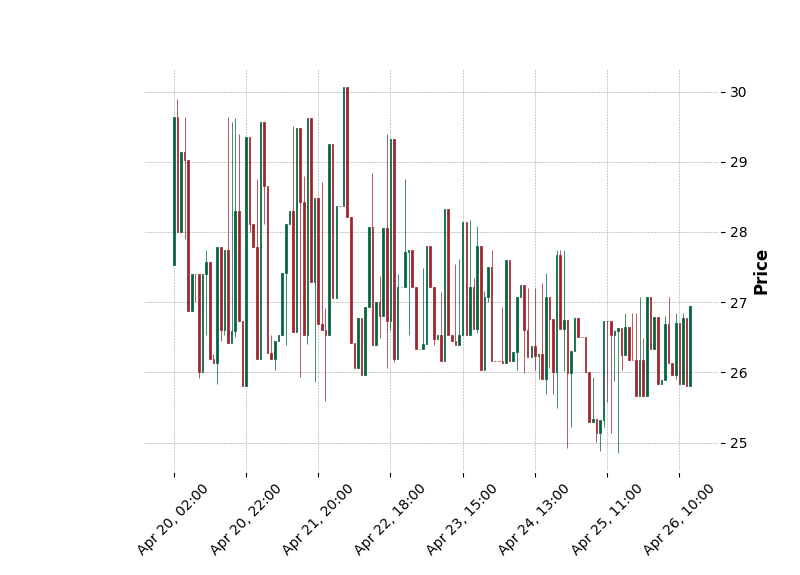 30
29
28
27
26
25
Price
Apr 20, 02:00
Apr 20, 22:00
Apr 21, 20:00
Apr 22, 18:00
Apr 23, 15:00
Apr 24, 13:00
Apr 25, 11:00
Apr 26, 10:00